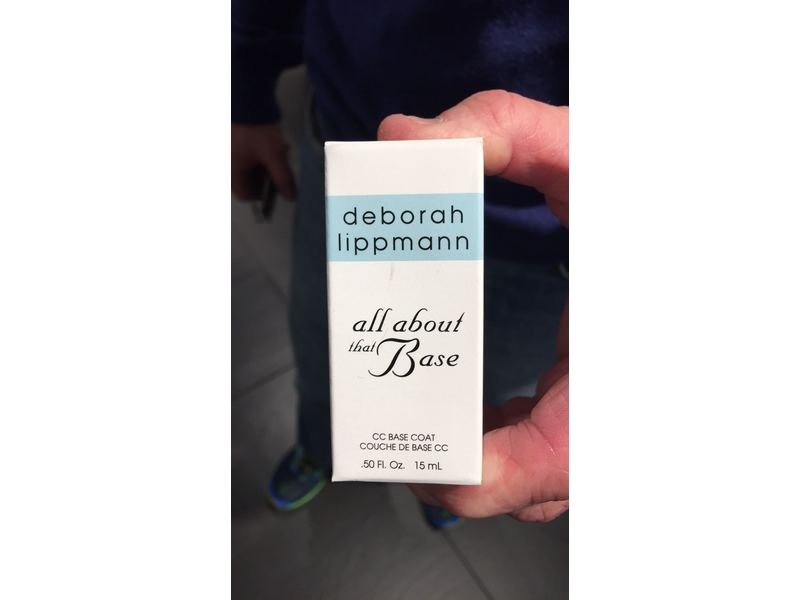 deborah
lippmann
all about
that Base
CC BASE COAT
COUCHE DE BASE CC
.50 Fl. Oz. 15 mL